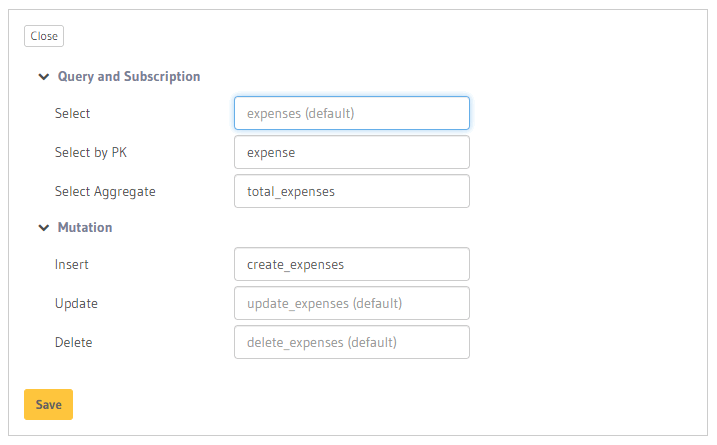 Close
Query and Subscription
Select expenses (default)
Select by PK expense
Select Aggregate total_expenses
Mutation
Insert create_expenses
Update update_expenses (default)
Delete delete_expenses (default)
Save